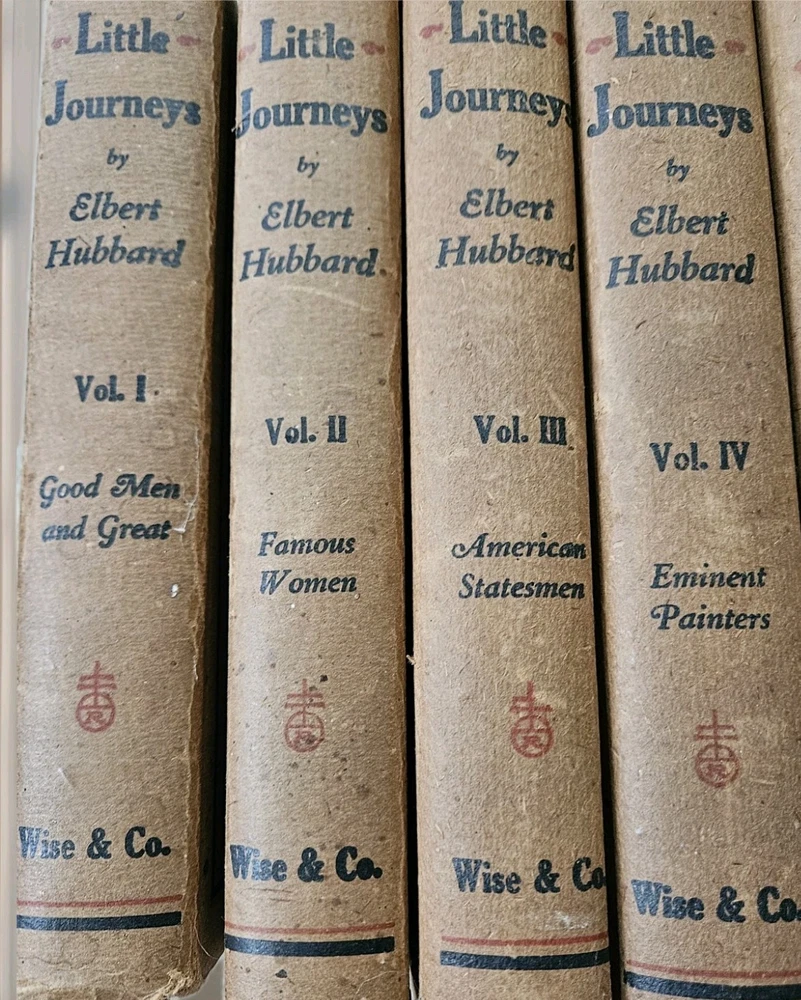 Little
Journeys
by
Elbert
Hubbard
Vol. I
Good Men
and Great
Wise & Co.
Little
Journeys
by
Elbert
Hubbard
Vol. II
Famous
Women
Wise & Co.
Little
Journeys
by
Elbert
Hubbard
Vol. III
American
Statesmen
Wise & Co
Little
Journeys
by
Elbert
Hubbard
Vol. IV
Eminent
Painters
Wise & Co.